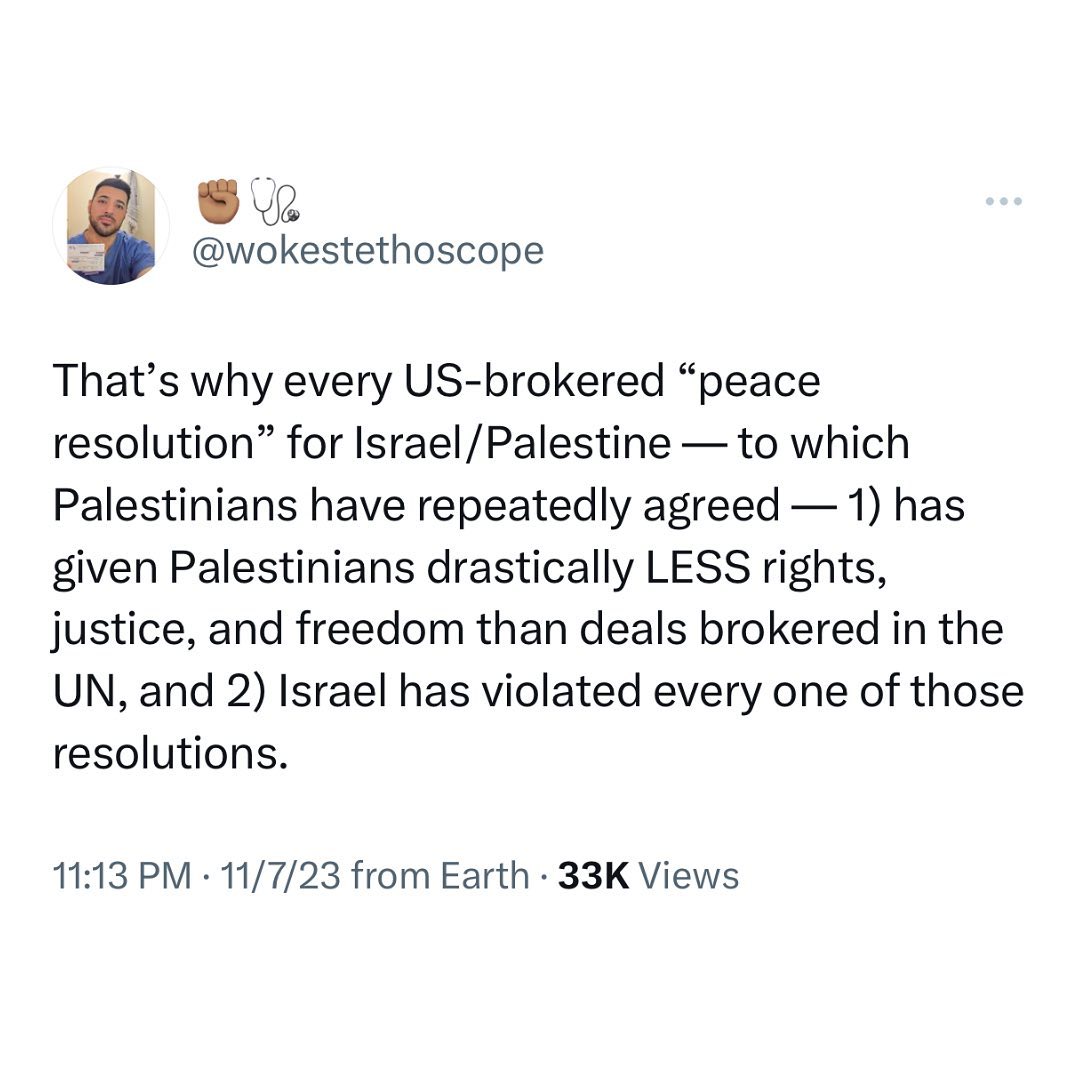 ✊🏽🩺
@wokestethoscope
That’s why every US-brokered “peace
resolution” for Israel/Palestine — to which
Palestinians have repeatedly agreed — 1) has
given Palestinians drastically LESS rights,
justice, and freedom than deals brokered in the
UN, and 2) Israel has violated every one of those
resolutions.
11:13 PM · 11/7/23 from Earth · 33K Views